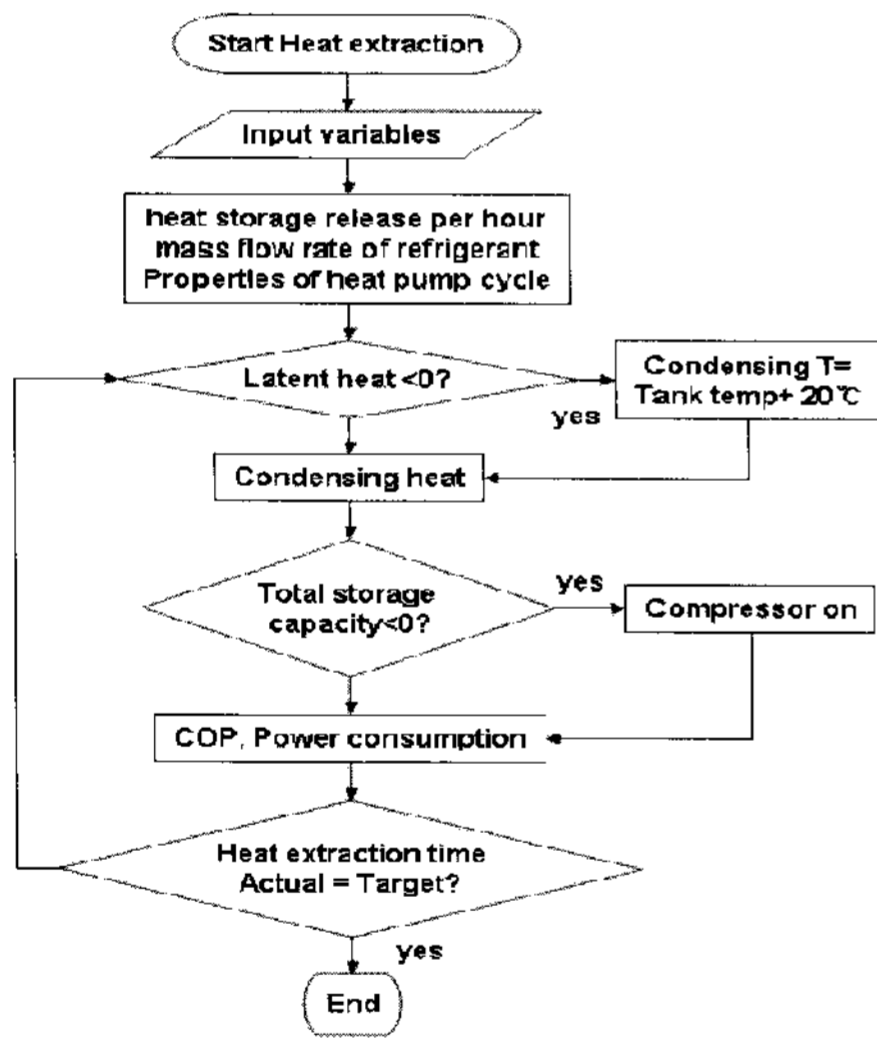 Start Heat extraction
Input variables
heat storage release per hour
mass flow rate of refrigerant
Properties of heat pump cycle
Latent heat <0?
yes
Condensing T=
Tank temp+ 20℃
Condensing heat
Total storage
capacity<0?
yes
Compressor on
COP, Power consumption
Heat extraction time
Actual = Target?
yes
End